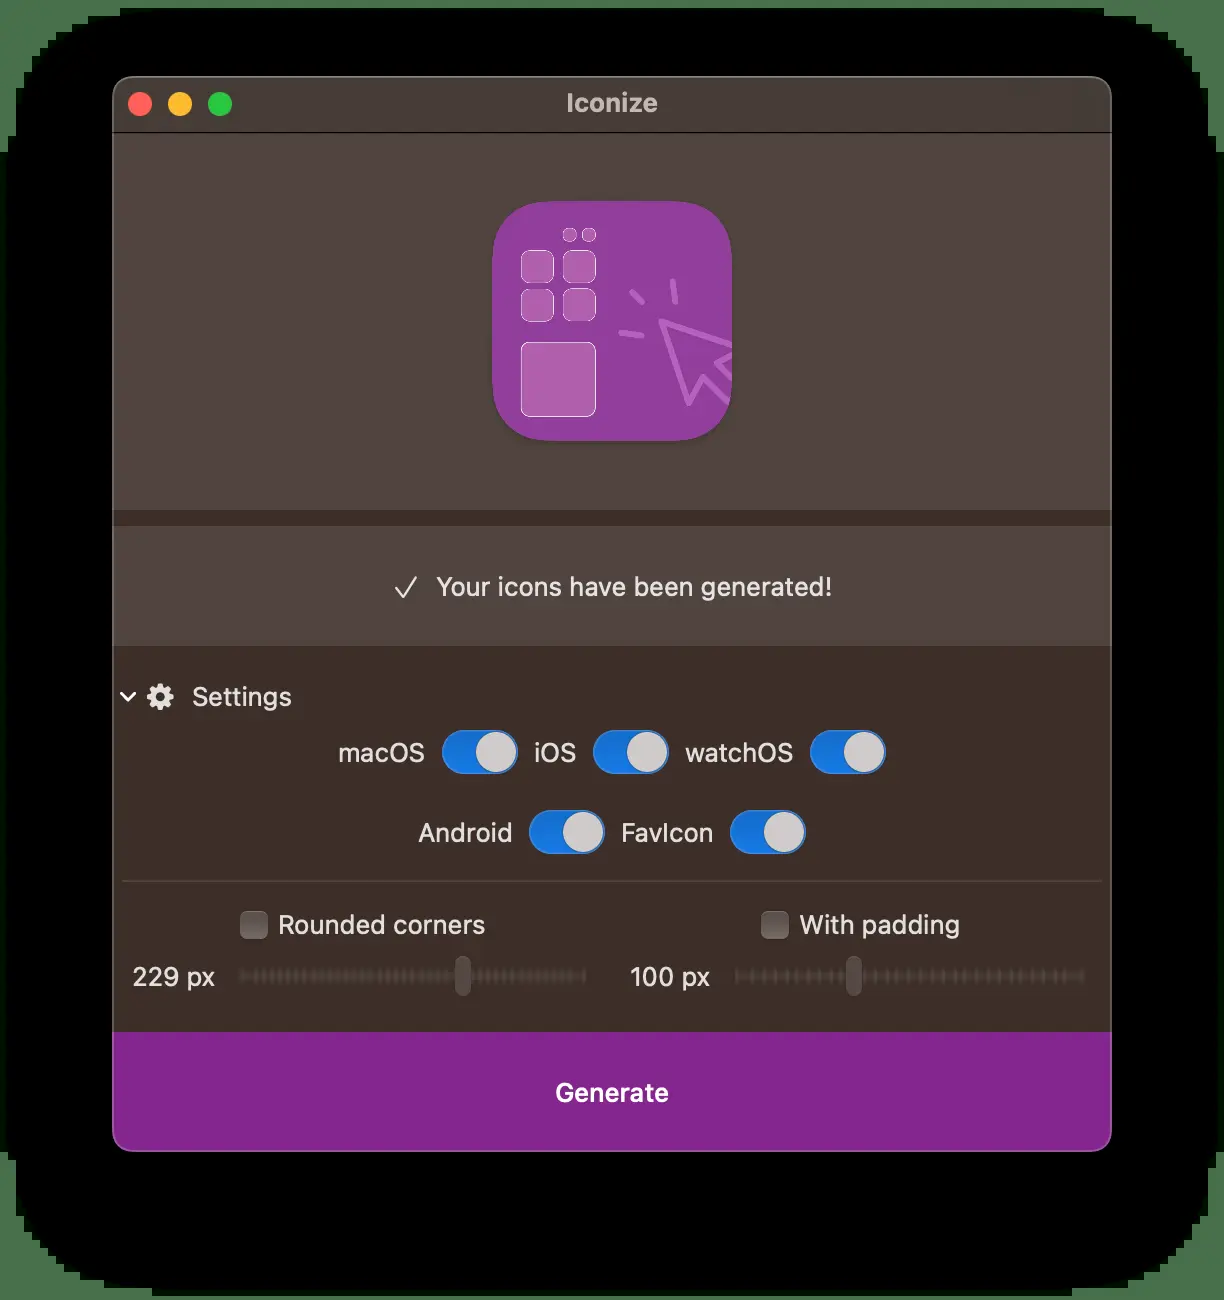 Iconize
Your icons have been generated!
Settings
macOS iOS watchOS
Android FavIcon
Rounded corners With padding
229 px 100 px
Generate